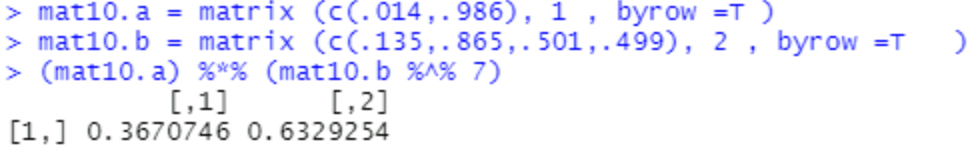 > mat10.a = matrix (c(.014,.986), 1 , byrow =T )
> mat10.b = matrix (c(.135,.865,.501,.499), 2 , byrow =T   )
> (mat10.a) %*% (mat10.b %^% 7)
          [,1]      [,2]
[1,] 0.3670746 0.6329254